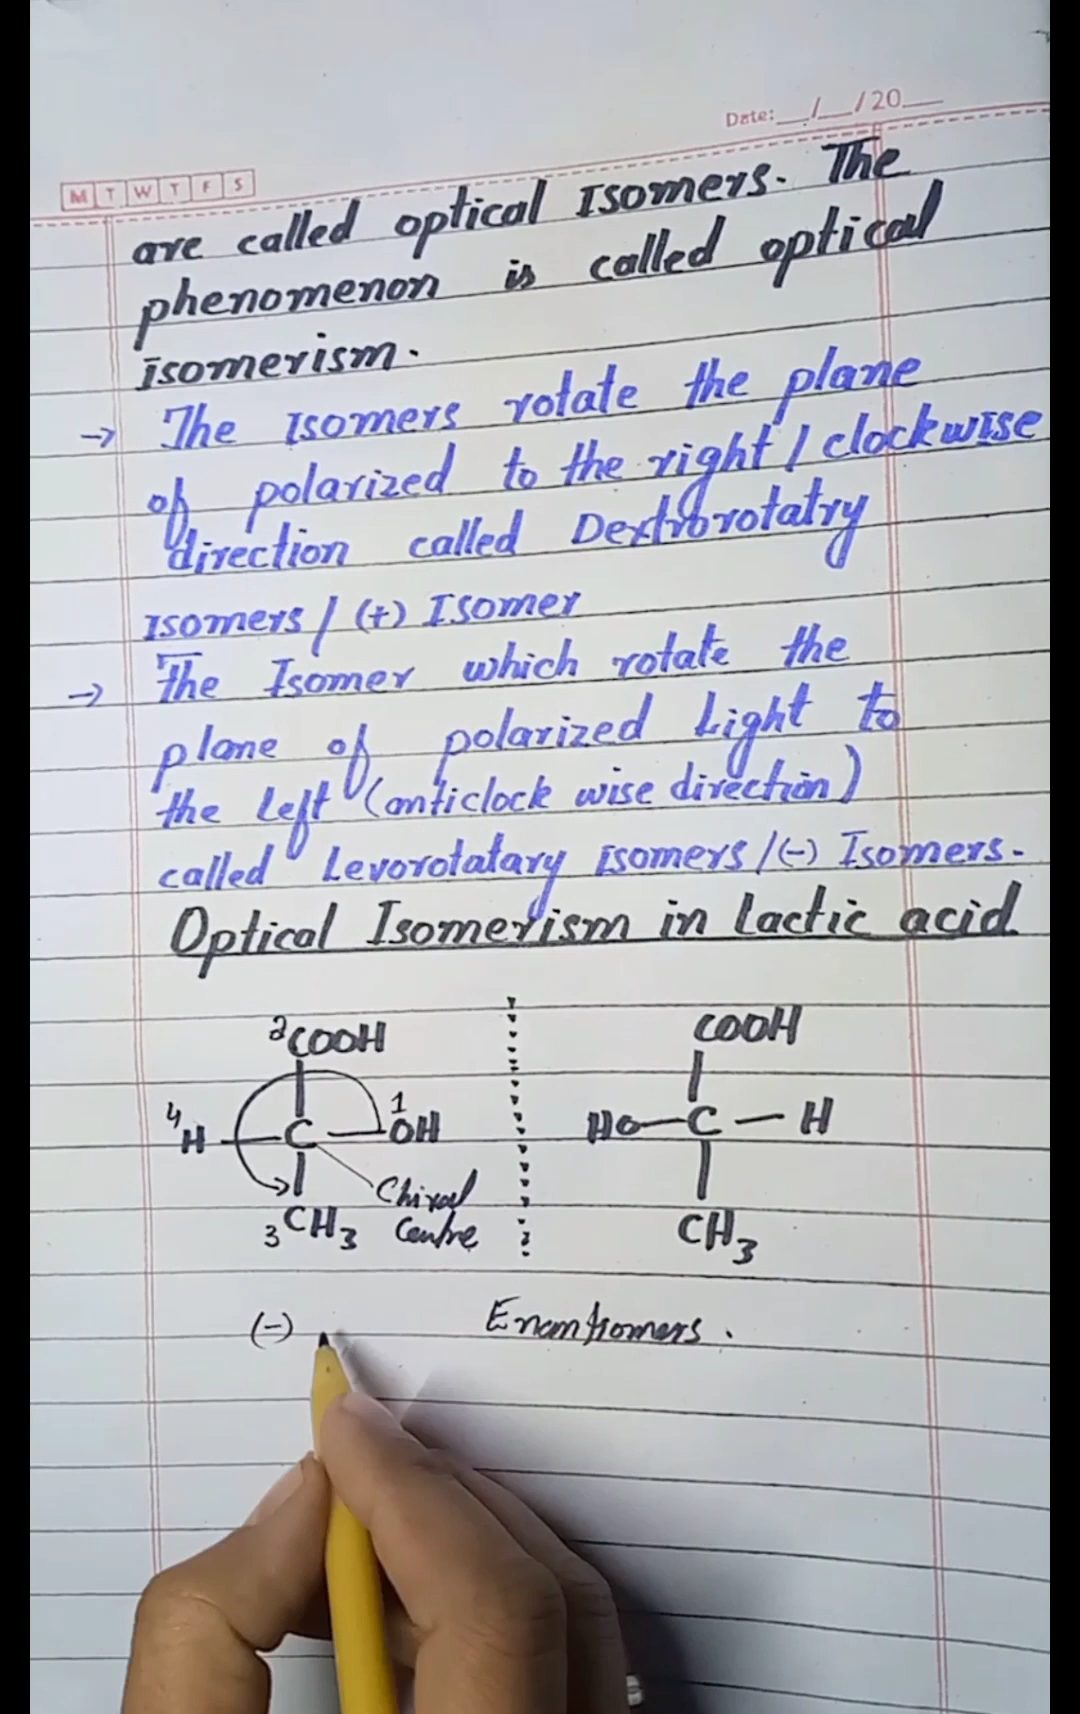 Date:__/__/20__
M T W T F S
are called optical Isomers. The
phenomenon is called optical
isomerism.
→ The Isomers rotate the plane
of polarized to the right / clockwise
direction called Dextrorotatry
Isomers / (+) Isomer
→ The Isomer which rotate the
plane of polarized Light to
the left (anticlock wise direction)
called Levorotatary isomers /(-) Isomers.
Optical Isomerism in lactic acid
2COOH
COOH
4H — C — 1OH
HO — C — H
Chiral
Centre
3CH3
CH3
(-)
Enantiomers.